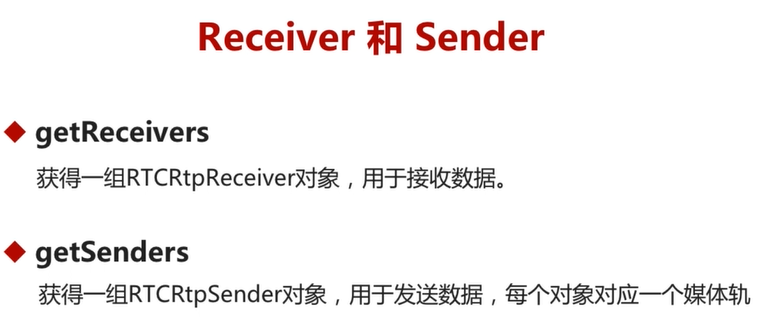 Receiver 和 Sender
getReceivers
获得一组RTCRtpReceiver对象，用于接收数据。
getSenders
获得一组RTCRtpSender对象，用于发送数据，每个对象对应一个媒体轨